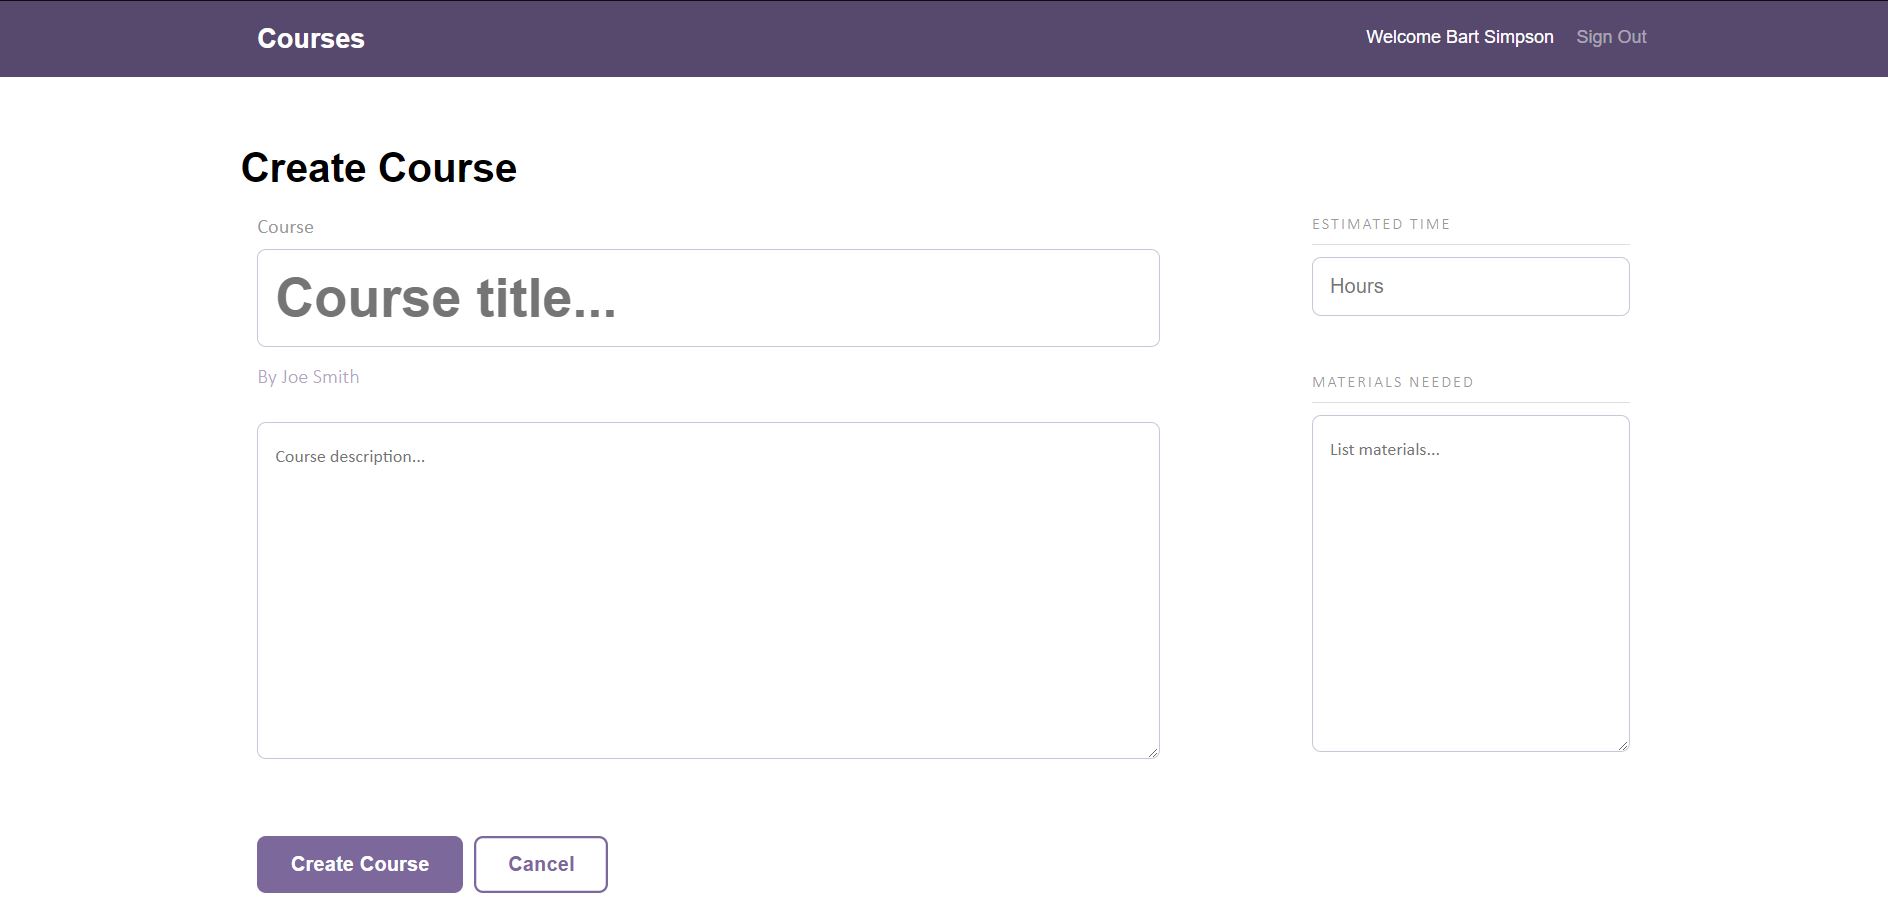 Courses
Welcome Bart Simpson
Sign Out
Create Course
Course
Course title...
By Joe Smith
Course description...
ESTIMATED TIME
Hours
MATERIALS NEEDED
List materials...
Create Course
Cancel